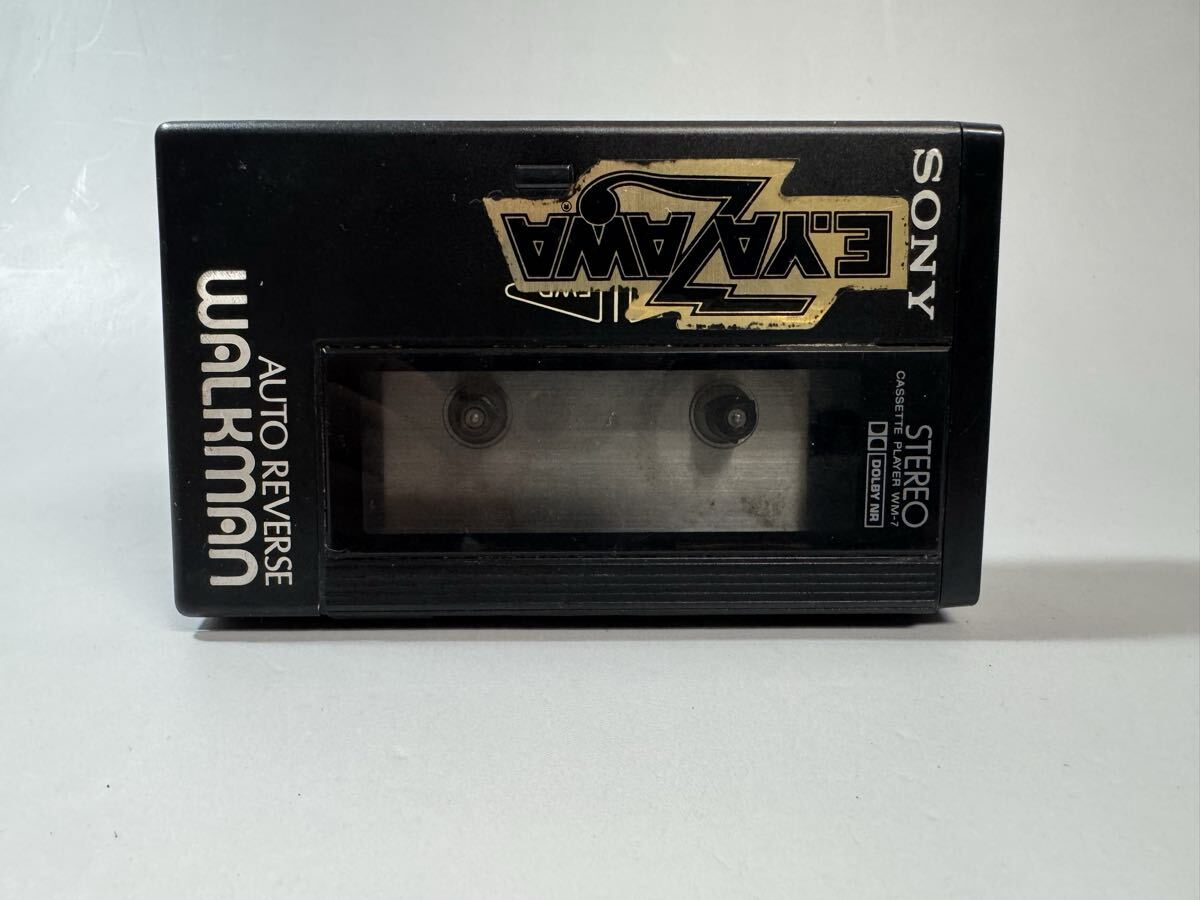 SONY
E.YAZAWA®
FWD
STEREO
CASSETTE PLAYER WM-7
DOLBY NR
AUTO REVERSE
WALKMAN